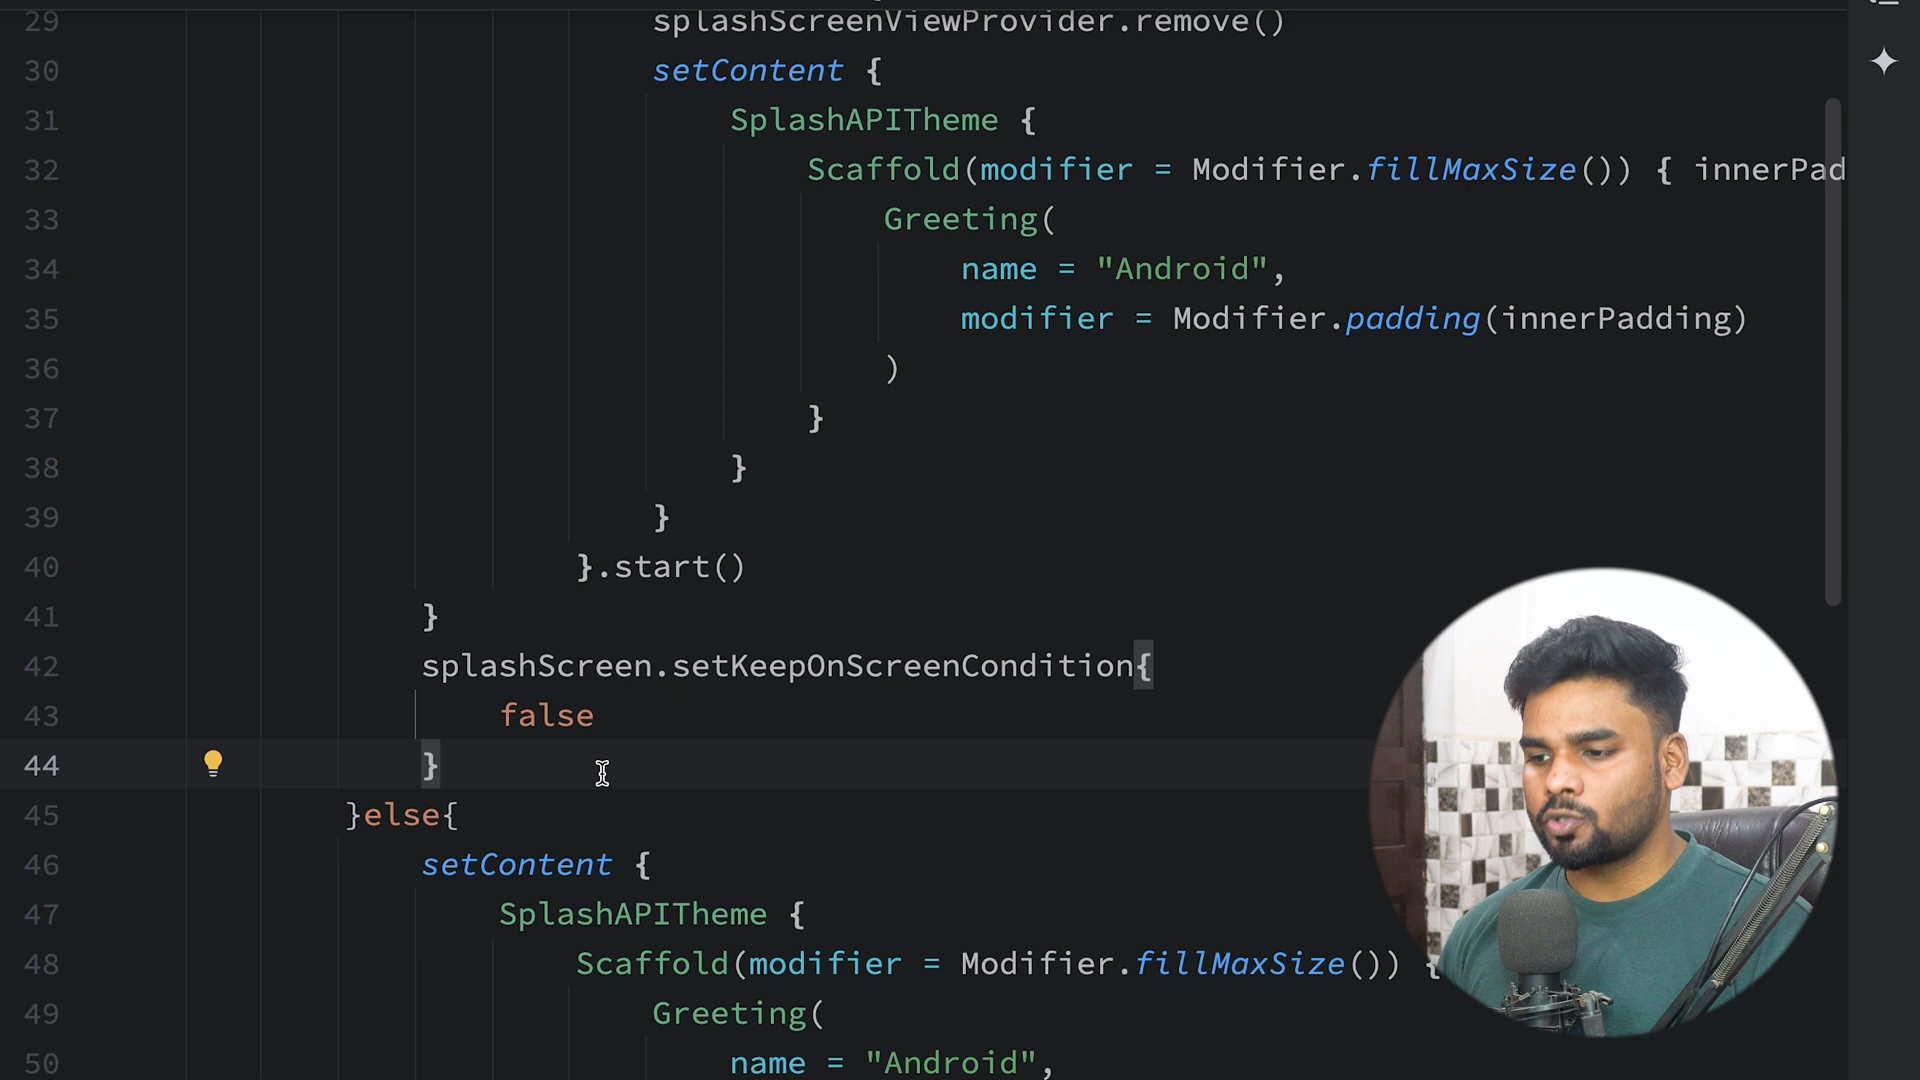 29 splashScreenViewProvider.remove()
30 setContent {
31 SplashAPITheme {
32 Scaffold(modifier = Modifier.fillMaxSize()) { innerPad
33 Greeting(
34 name = "Android",
35 modifier = Modifier.padding(innerPadding)
36 )
37 }
38 }
39 }
40 }.start()
41 }
42 splashScreen.setKeepOnScreenCondition{
43 false
44 }
45 }else{
46 setContent {
47 SplashAPITheme {
48 Scaffold(modifier = Modifier.fillMaxSize()) {
49 Greeting(
50 name = "Android",